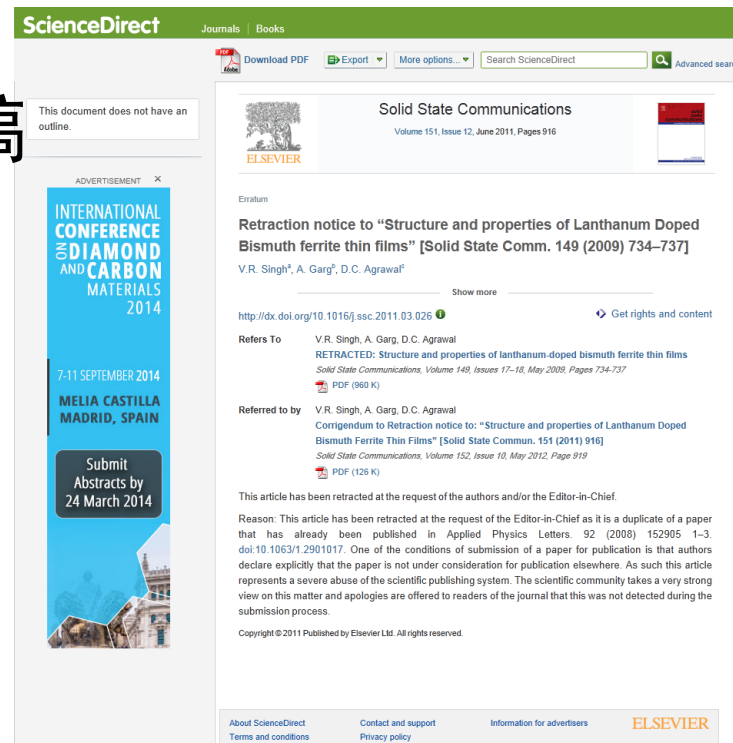 ScienceDirect
Journals | Books
PDF
Adobe
Download PDF
Export
More options...
Search ScienceDirect
Advanced sear
稿
This document does not have an
outline.
ADVERTISEMENT ×
INTERNATIONAL
CONFERENCE
ON DIAMOND
AND CARBON
MATERIALS
2014
7-11 SEPTEMBER 2014
MELIA CASTILLA
MADRID, SPAIN
Submit
Abstracts by
24 March 2014
ELSEVIER
Solid State Communications
Volume 151, Issue 12, June 2011, Pages 916
Erratum
Retraction notice to “Structure and properties of Lanthanum Doped
Bismuth ferrite thin films” [Solid State Comm. 149 (2009) 734–737]
V.R. Singhᵃ, A. Gargᵇ, D.C. Agrawalᶜ
Show more
http://dx.doi.org/10.1016/j.ssc.2011.03.026
Get rights and content
Refers To V.R. Singh, A. Garg, D.C. Agrawal
RETRACTED: Structure and properties of lanthanum-doped bismuth ferrite thin films
Solid State Communications, Volume 149, Issues 17–18, May 2009, Pages 734-737
PDF (960 K)
Referred to by V.R. Singh, A. Garg, D.C. Agrawal
Corrigendum to Retraction notice to: “Structure and Properties of Lanthanum Doped
Bismuth Ferrite Thin Films” [Solid State Commun. 151 (2011) 916]
Solid State Communications, Volume 152, Issue 10, May 2012, Page 919
PDF (126 K)
This article has been retracted at the request of the authors and/or the Editor-in-Chief.
Reason: This article has been retracted at the request of the Editor-in-Chief as it is a duplicate of a paper
that has already been published in Applied Physics Letters. 92 (2008) 152905 1–3.
doi:10.1063/1.2901017. One of the conditions of submission of a paper for publication is that authors
declare explicitly that the paper is not under consideration for publication elsewhere. As such this article
represents a severe abuse of the scientific publishing system. The scientific community takes a very strong
view on this matter and apologies are offered to readers of the journal that this was not detected during the
submission process.
Copyright © 2011 Published by Elsevier Ltd. All rights reserved.
About ScienceDirect
Terms and conditions
Contact and support
Privacy policy
Information for advertisers
ELSEVIER